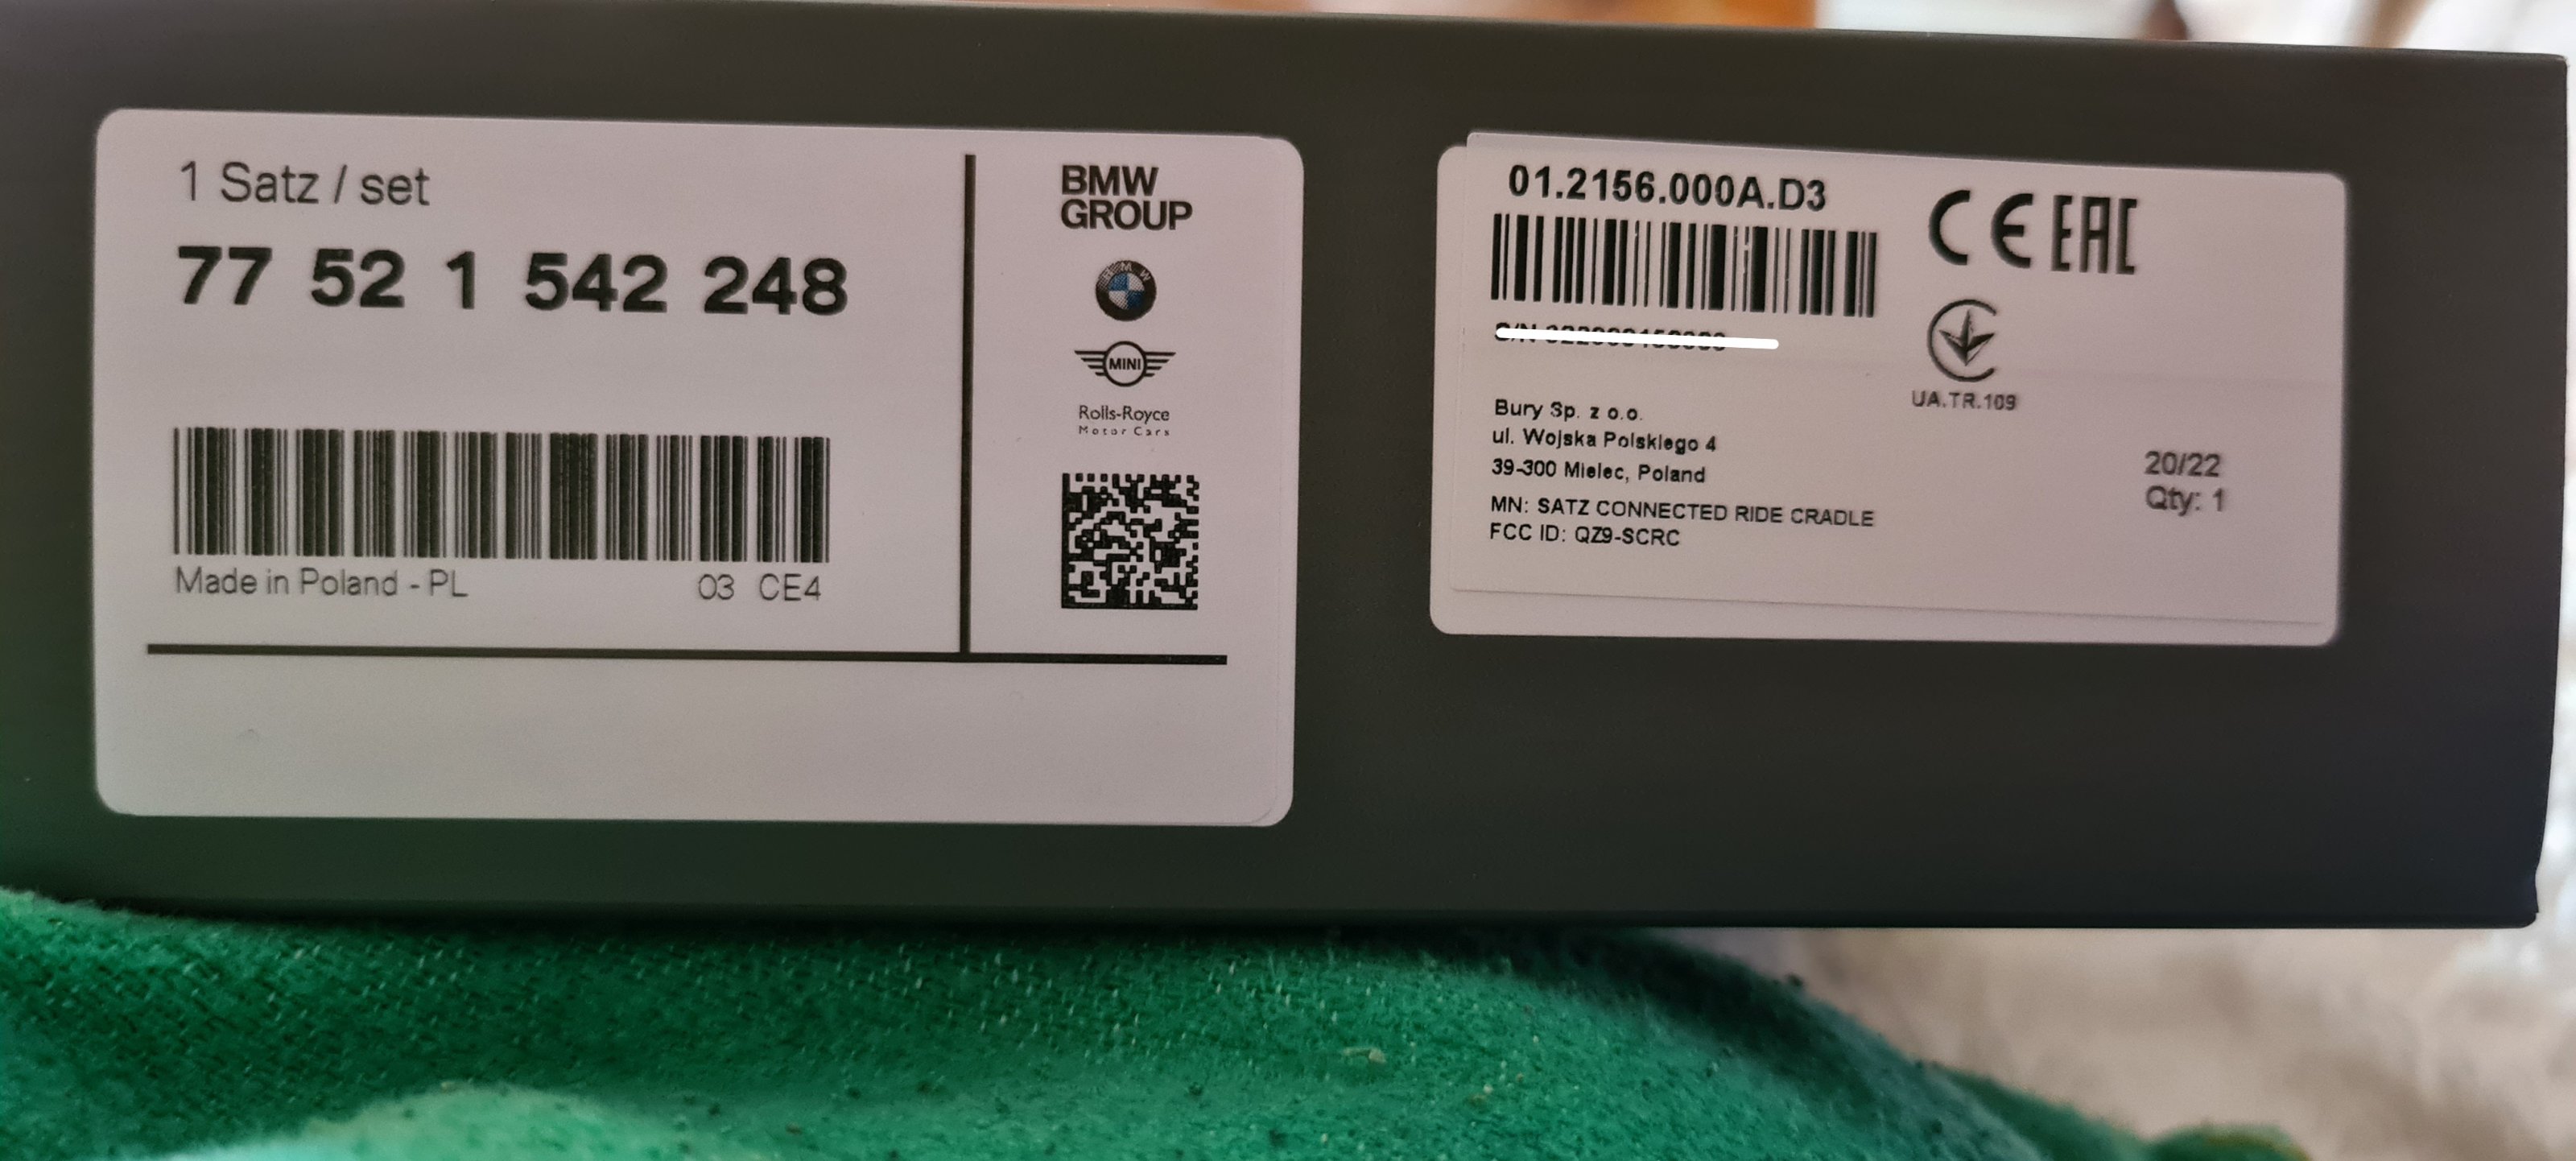 1 Satz / set
77 52 1 542 248
Made in Poland - PL 03 CE4
BMW
GROUP
BMW
MINI
Rolls-Royce
Motor Cars
01.2156.000A.D3
CE EAC
UA.TR.109
Bury Sp. z o.o.
ul. Wojska Polskiego 4
39-300 Mielec, Poland
20/22
Qty: 1
MN: SATZ CONNECTED RIDE CRADLE
FCC ID: QZ9-SCRC